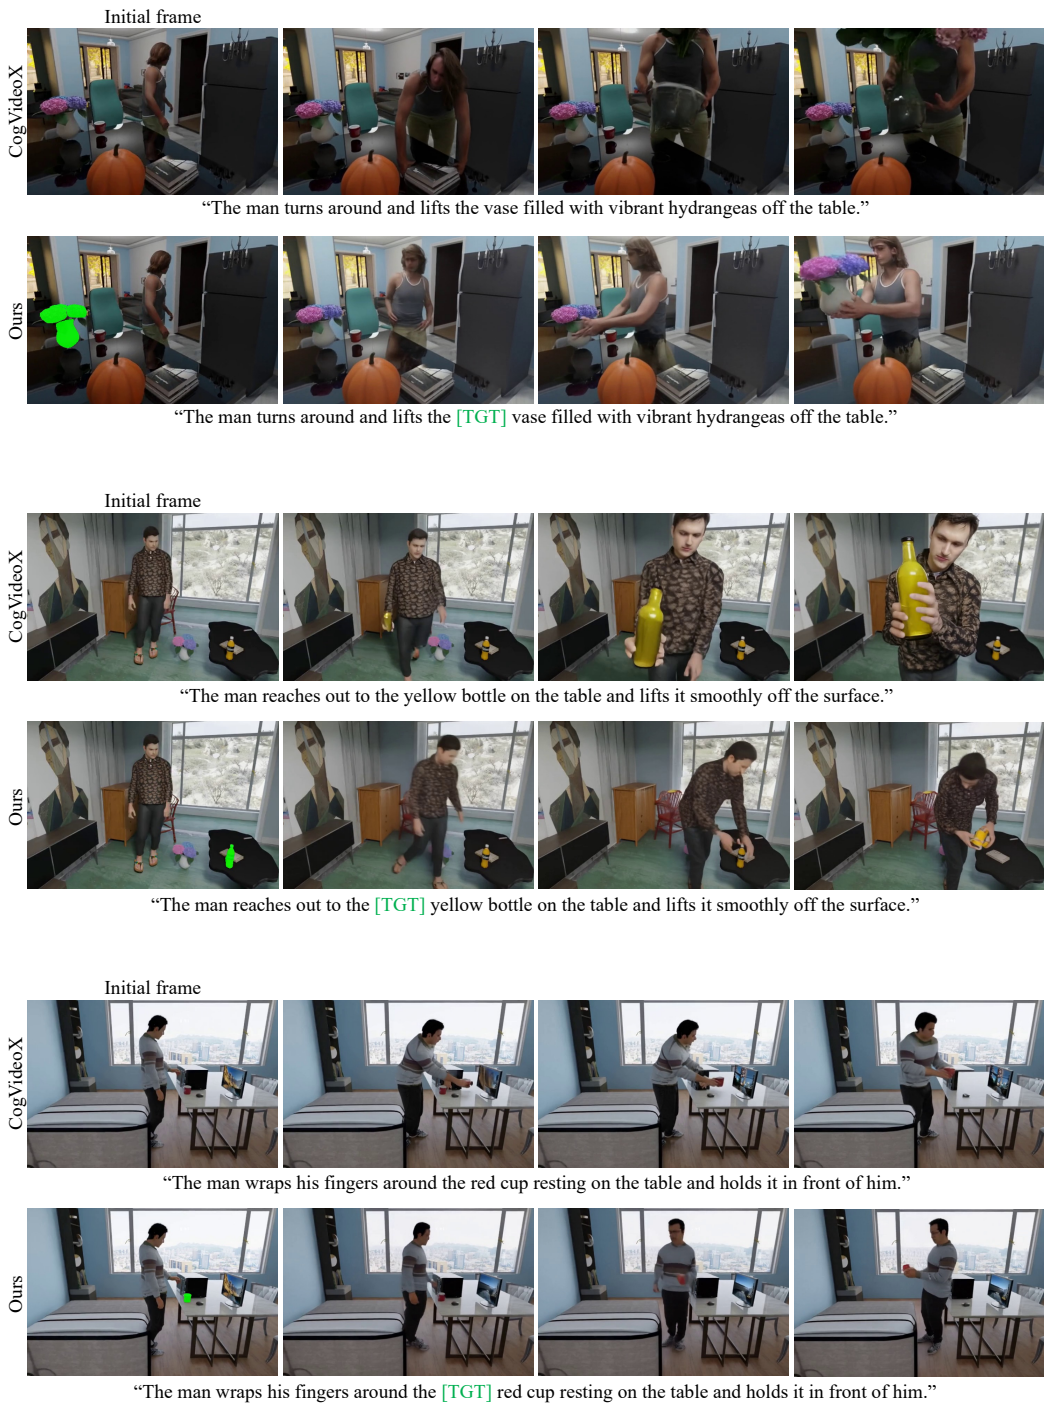 Initial frame
CogVideoX
“The man turns around and lifts the vase filled with vibrant hydrangeas off the table.”
Ours
“The man turns around and lifts the [TGT] vase filled with vibrant hydrangeas off the table.”
Initial frame
CogVideoX
“The man reaches out to the yellow bottle on the table and lifts it smoothly off the surface.”
Ours
“The man reaches out to the [TGT] yellow bottle on the table and lifts it smoothly off the surface.”
Initial frame
CogVideoX
“The man wraps his fingers around the red cup resting on the table and holds it in front of him.”
Ours
“The man wraps his fingers around the [TGT] red cup resting on the table and holds it in front of him.”